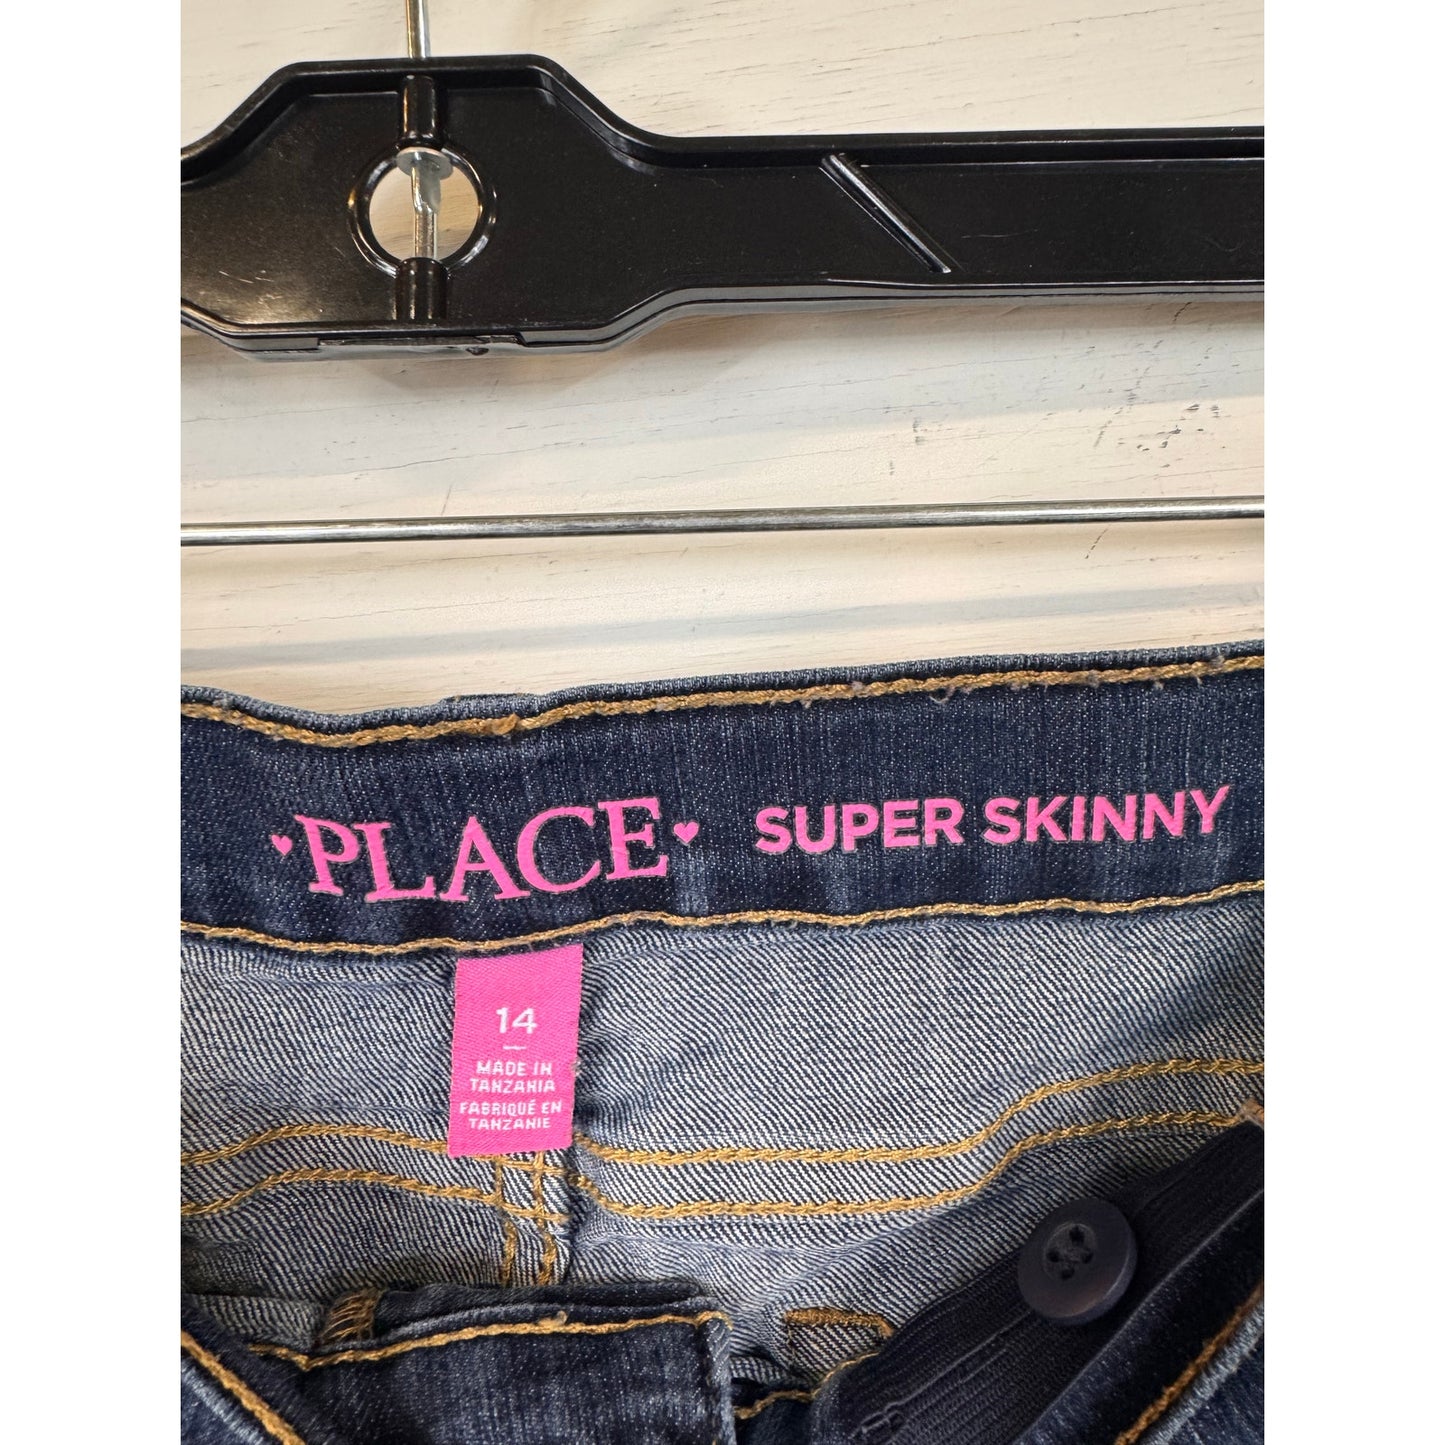 ♥PLACE♥ SUPER SKINNY
14
MADE IN
TANZANIA
FABRIQUÉ EN
TANZANIE